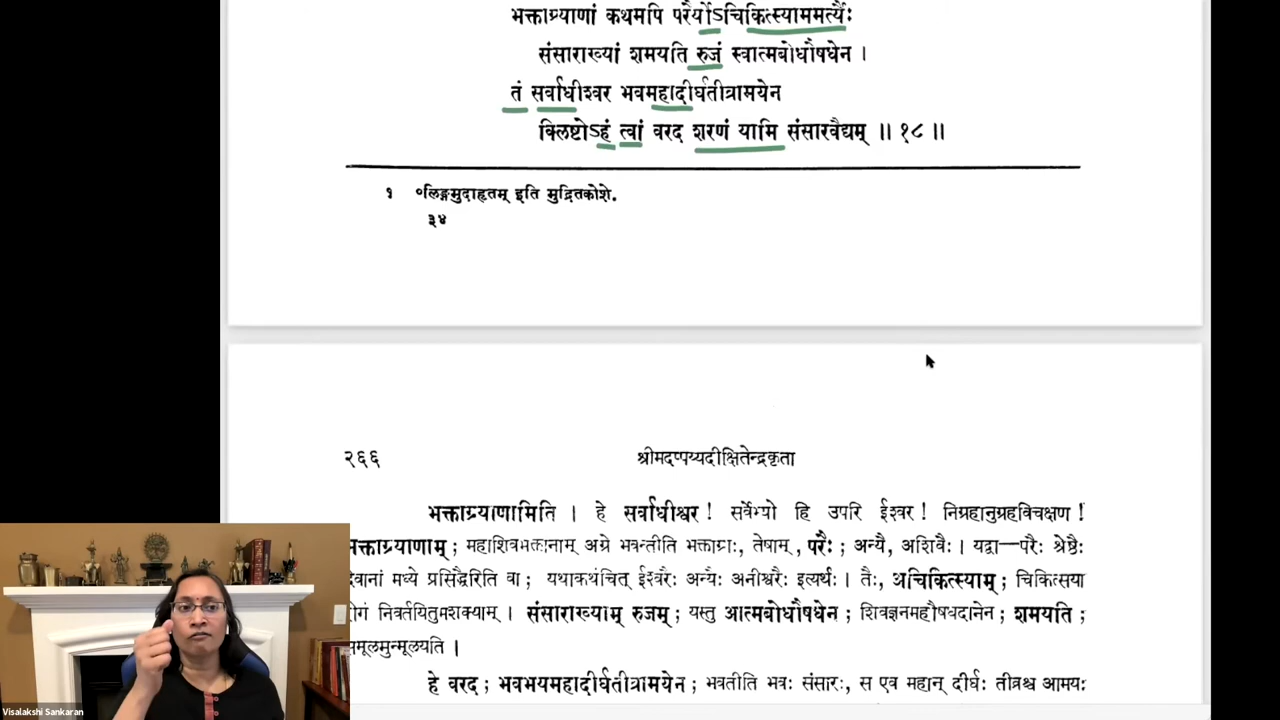 भक्ताग्र्याणां कथमपि परैर्योऽचिकित्स्याममर्त्यैः
संसाराख्यां शमयति रुजं स्वात्मबोधौषधेन ।
तं सर्वाधीश्वर भवमहादीर्घतीव्रामयेन
क्लिष्टोऽहं त्वां वरद शरणं यामि संसारवैद्यम् ॥ १८ ॥
१ ०लिङ्गमुदाहृतम् इति मुद्रितकोशे.
३४
२६६ श्रीमदप्पय्यदीक्षितेन्द्रकृता
भक्ताग्र्याणामिति । हे सर्वाधीश्वर ! सर्वेभ्यो हि उपरि ईश्वर ! निग्रहानुग्रहविचक्षण !
भक्ताग्र्याणाम् ; महाशिवभक्तानाम् अग्रे भवन्तीति भक्ताग्राः, तेषाम् , परैः ; अन्यै, अशिवैः । यद्वा—परैः श्रेष्ठैः
देवानां मध्ये प्रसिद्धैरिति वा ; यथाकथंचित् ईश्वरैः अन्यैः अनीश्वरैः इत्यर्थः । तैः, अचिकित्स्याम् ; चिकित्सया
रोगं निवर्तयितुमशक्याम् । संसाराख्याम् रुजम् ; यस्तु आत्मबोधौषधेन ; शिवज्ञानमहौषधदानेन ; शमयति ;
समूलमुन्मूलयति ।
हे वरद ; भवभयमहादीर्घतीव्रामयेन ; भवतीति भवः संसारः, स एव महान् दीर्घः तीव्रश्च आमयः
Visalakshi Sankaran